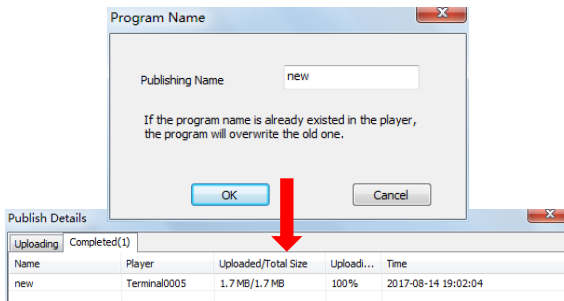 Program Name
Publishing Name
new
If the program name is already existed in the player,
the program will overwrite the old one.
OK
Cancel
Publish Details
Uploading
Completed(1)
Name Player Uploaded/Total Size Uploadi... Time
new Terminal0005 1.7 MB/1.7 MB 100% 2017-08-14 19:02:04